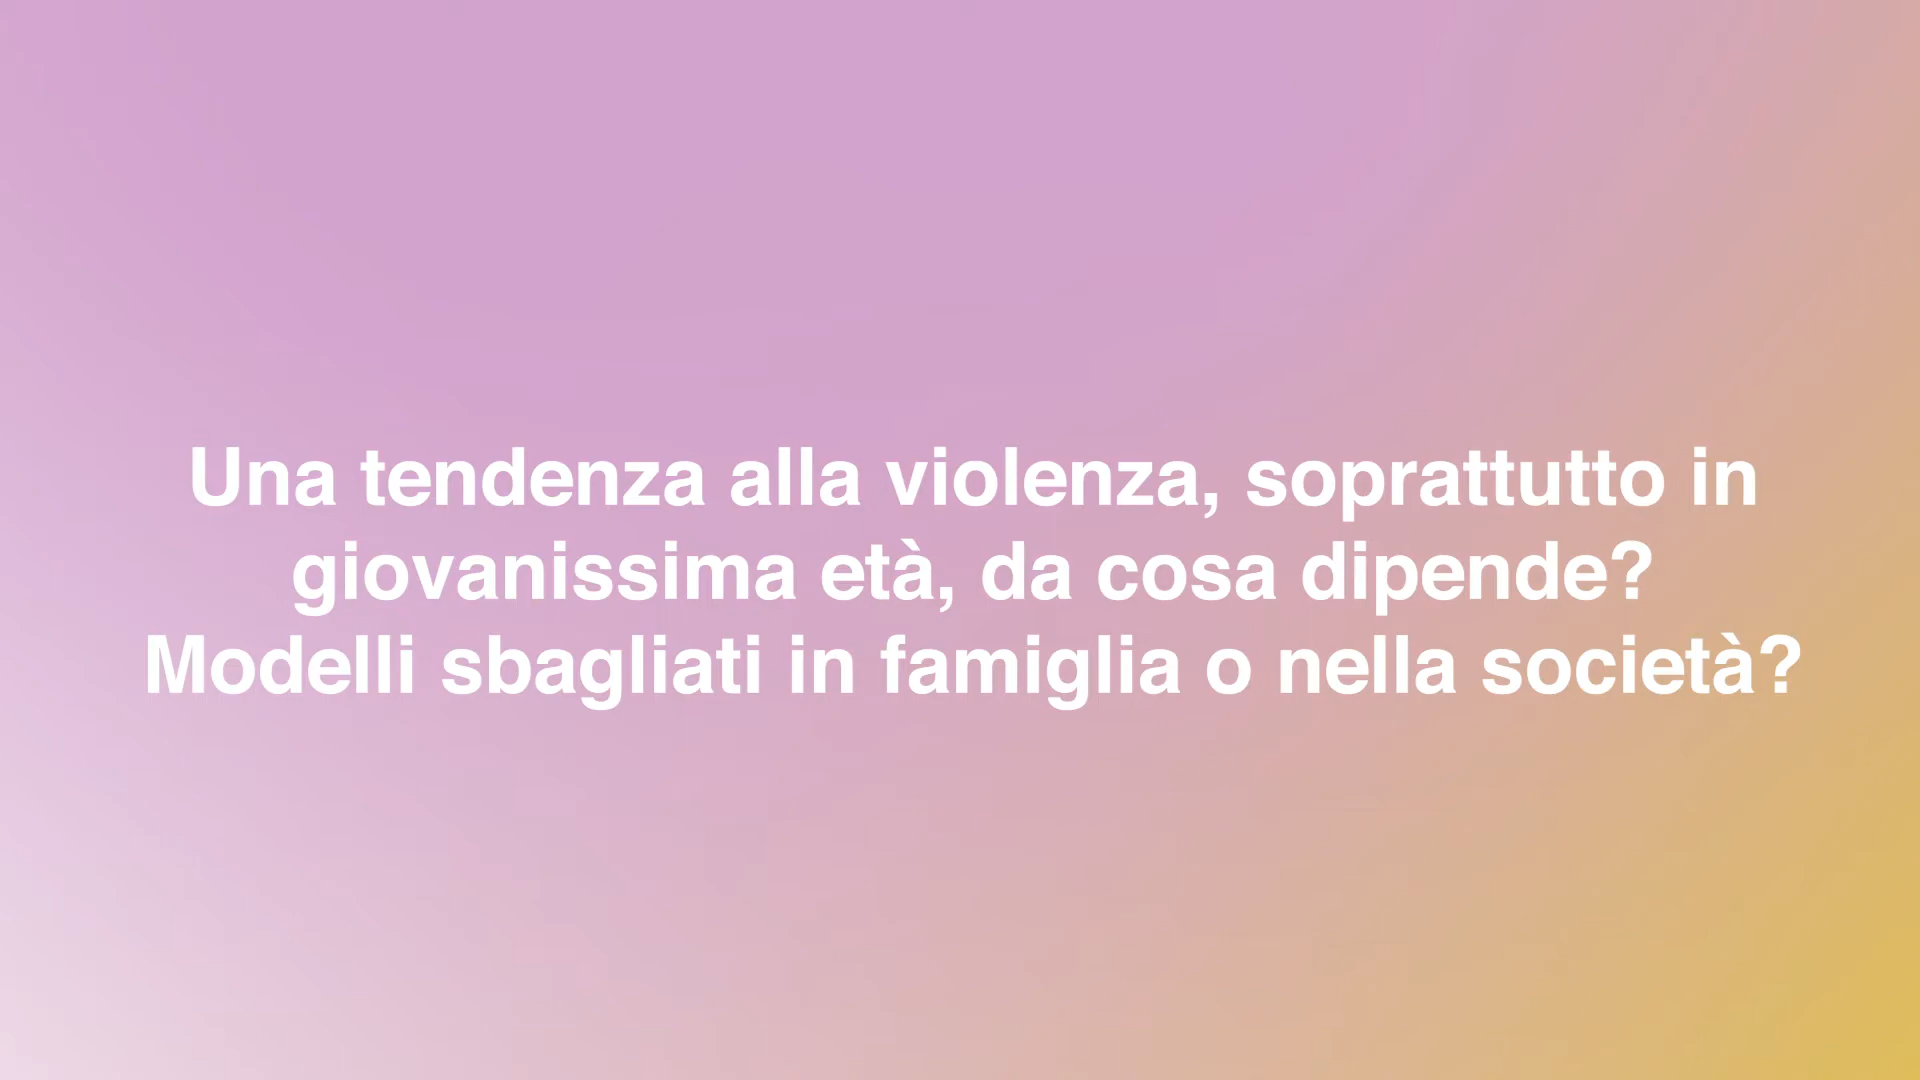 Una tendenza alla violenza, soprattutto in
giovanissima età, da cosa dipende?
Modelli sbagliati in famiglia o nella società?